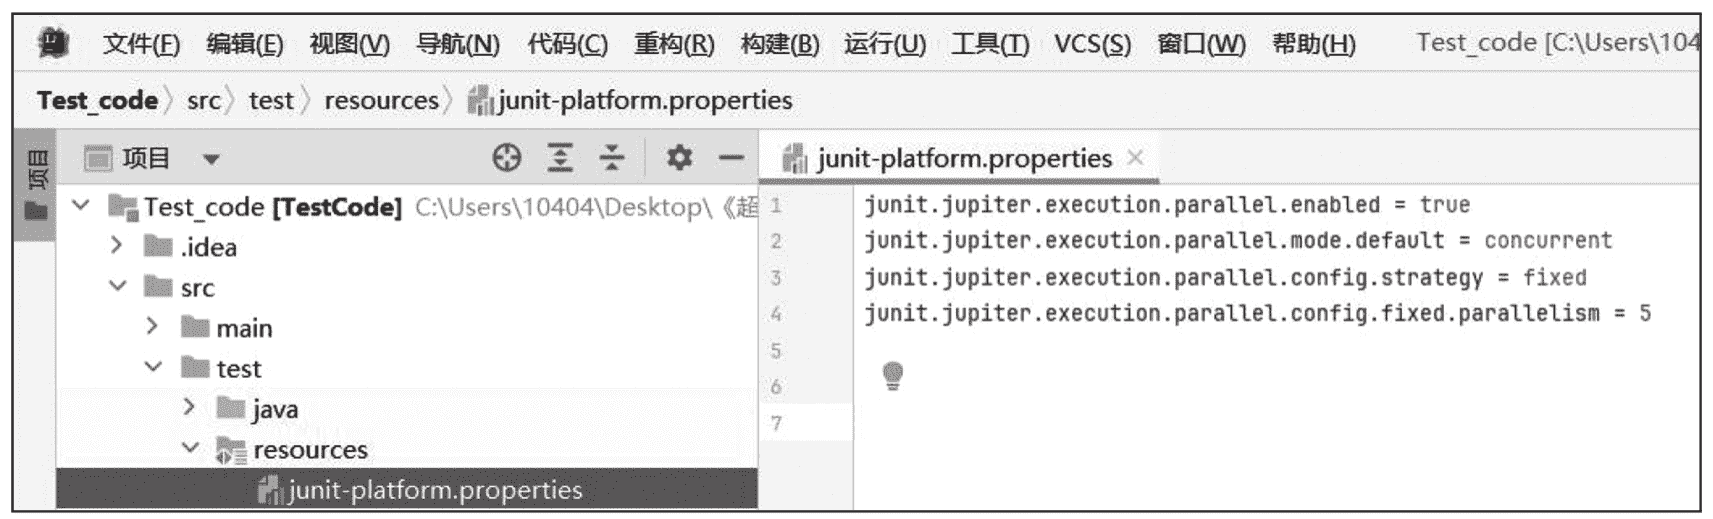 文件(F) 编辑(E) 视图(V) 导航(N) 代码(C) 重构(R) 构建(B) 运行(U) 工具(T) VCS(S) 窗口(W) 帮助(H) Test_code [C:\Users\104
Test_code 〉 src 〉 test 〉 resources 〉 junit-platform.properties
项目
项目
Test_code [TestCode] C:\Users\10404\Desktop\《超
.idea
src
main
test
java
resources
junit-platform.properties
junit-platform.properties ×
1 junit.jupiter.execution.parallel.enabled = true
2 junit.jupiter.execution.parallel.mode.default = concurrent
3 junit.jupiter.execution.parallel.config.strategy = fixed
4 junit.jupiter.execution.parallel.config.fixed.parallelism = 5
5
6
7